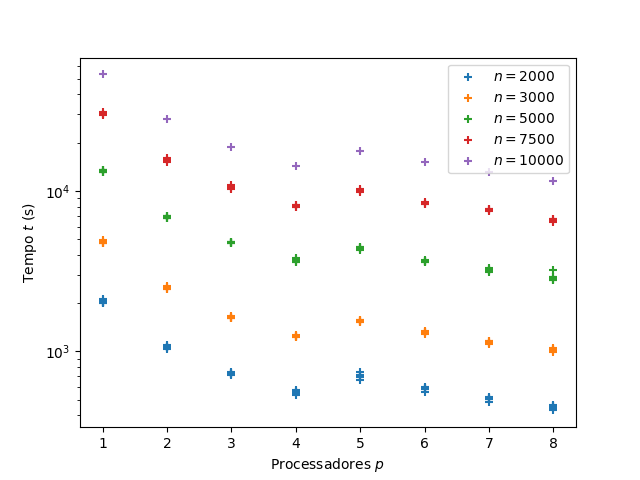 10^4
10^3
Tempo t (s)
1 2 3 4 5 6 7 8
Processadores p
n = 2000
n = 3000
n = 5000
n = 7500
n = 10000